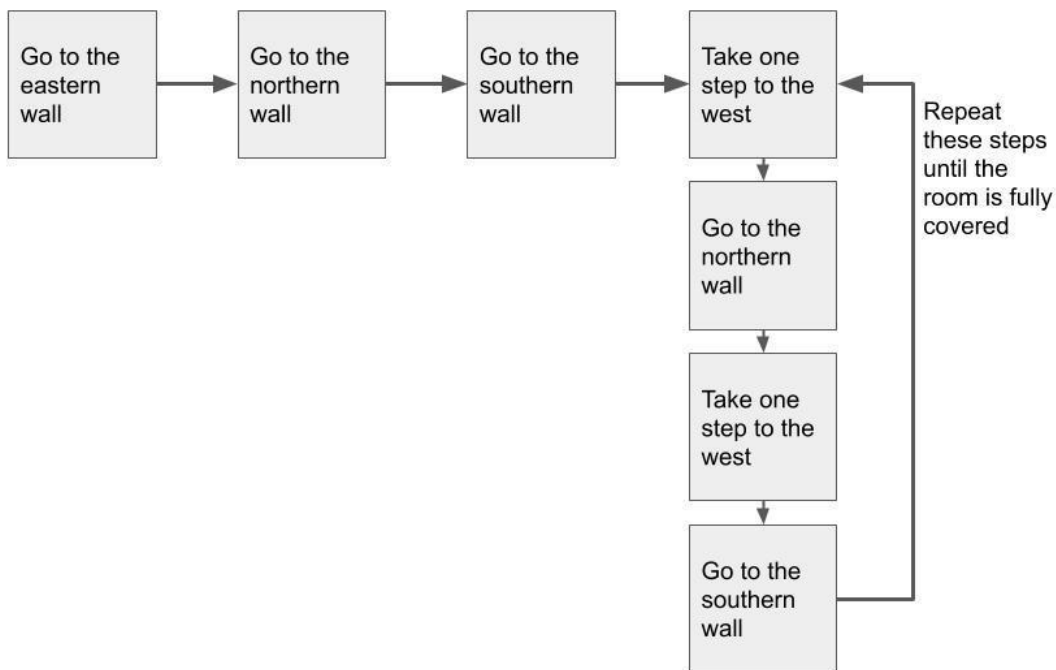 Go to the
eastern
wall
Go to the
northern
wall
Go to the
southern
wall
Take one
step to the
west
Repeat
these steps
until the
room is fully
covered
Go to the
northern
wall
Take one
step to the
west
Go to the
southern
wall